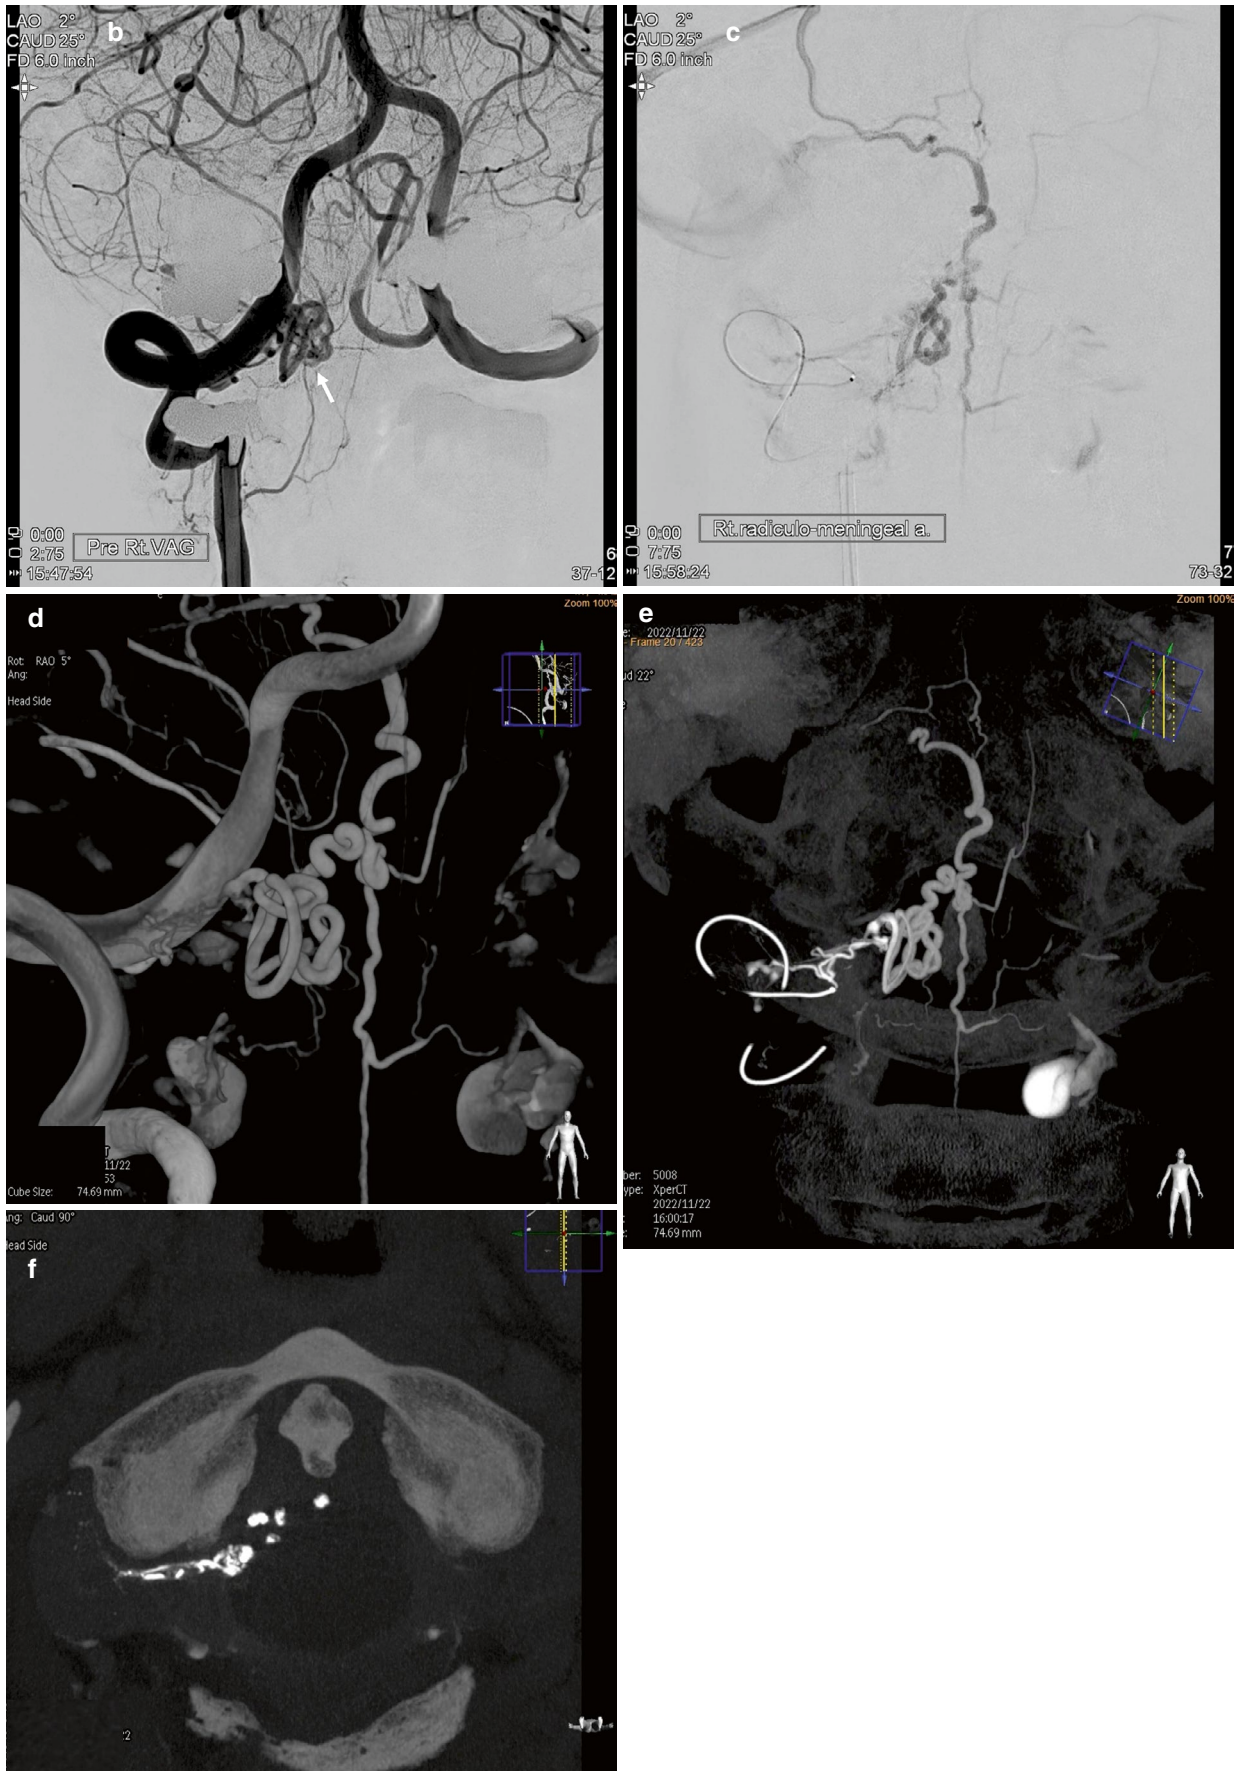 LAO 2°
CAUD 25°
FD 6.0 inch
b
0:00
2:75
15:47:54
Pre Rt.VAG
6
37-12
LAO 2°
CAUD 25°
FD 6.0 inch
c
0:00
7:75
15:58:24
Rt.radiculo-meningeal a.
7
73-32
d
Zoom 100%
Rot: RAO 5°
Ang:
Head Side
11/22
53
Cube Size: 74.69 mm
e
Zoom 100%
e: 2022/11/22
- Frame 20 / 423
ud 22°
e
ber: 5008
ype: XperCT
2022/11/22
16:00:17
74.69 mm
Ang: Caud 90°
ead Side
f